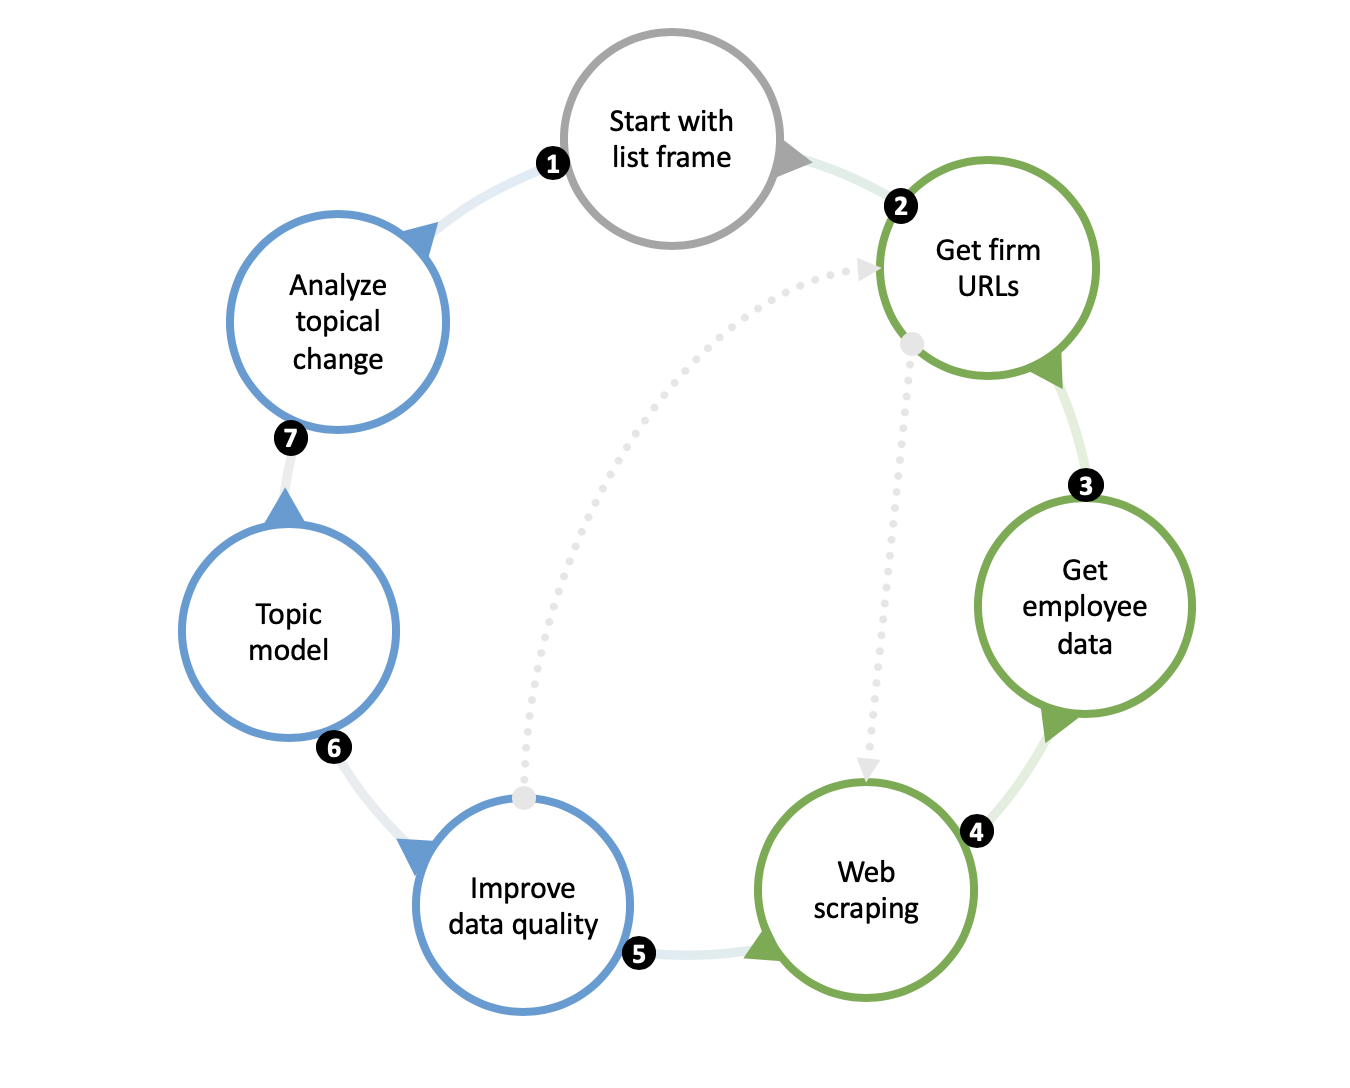 1
Start with
list frame
2
Get firm
URLs
3
Get
employee
data
4
Web
scraping
5
Improve
data quality
6
Topic
model
7
Analyze
topical
change